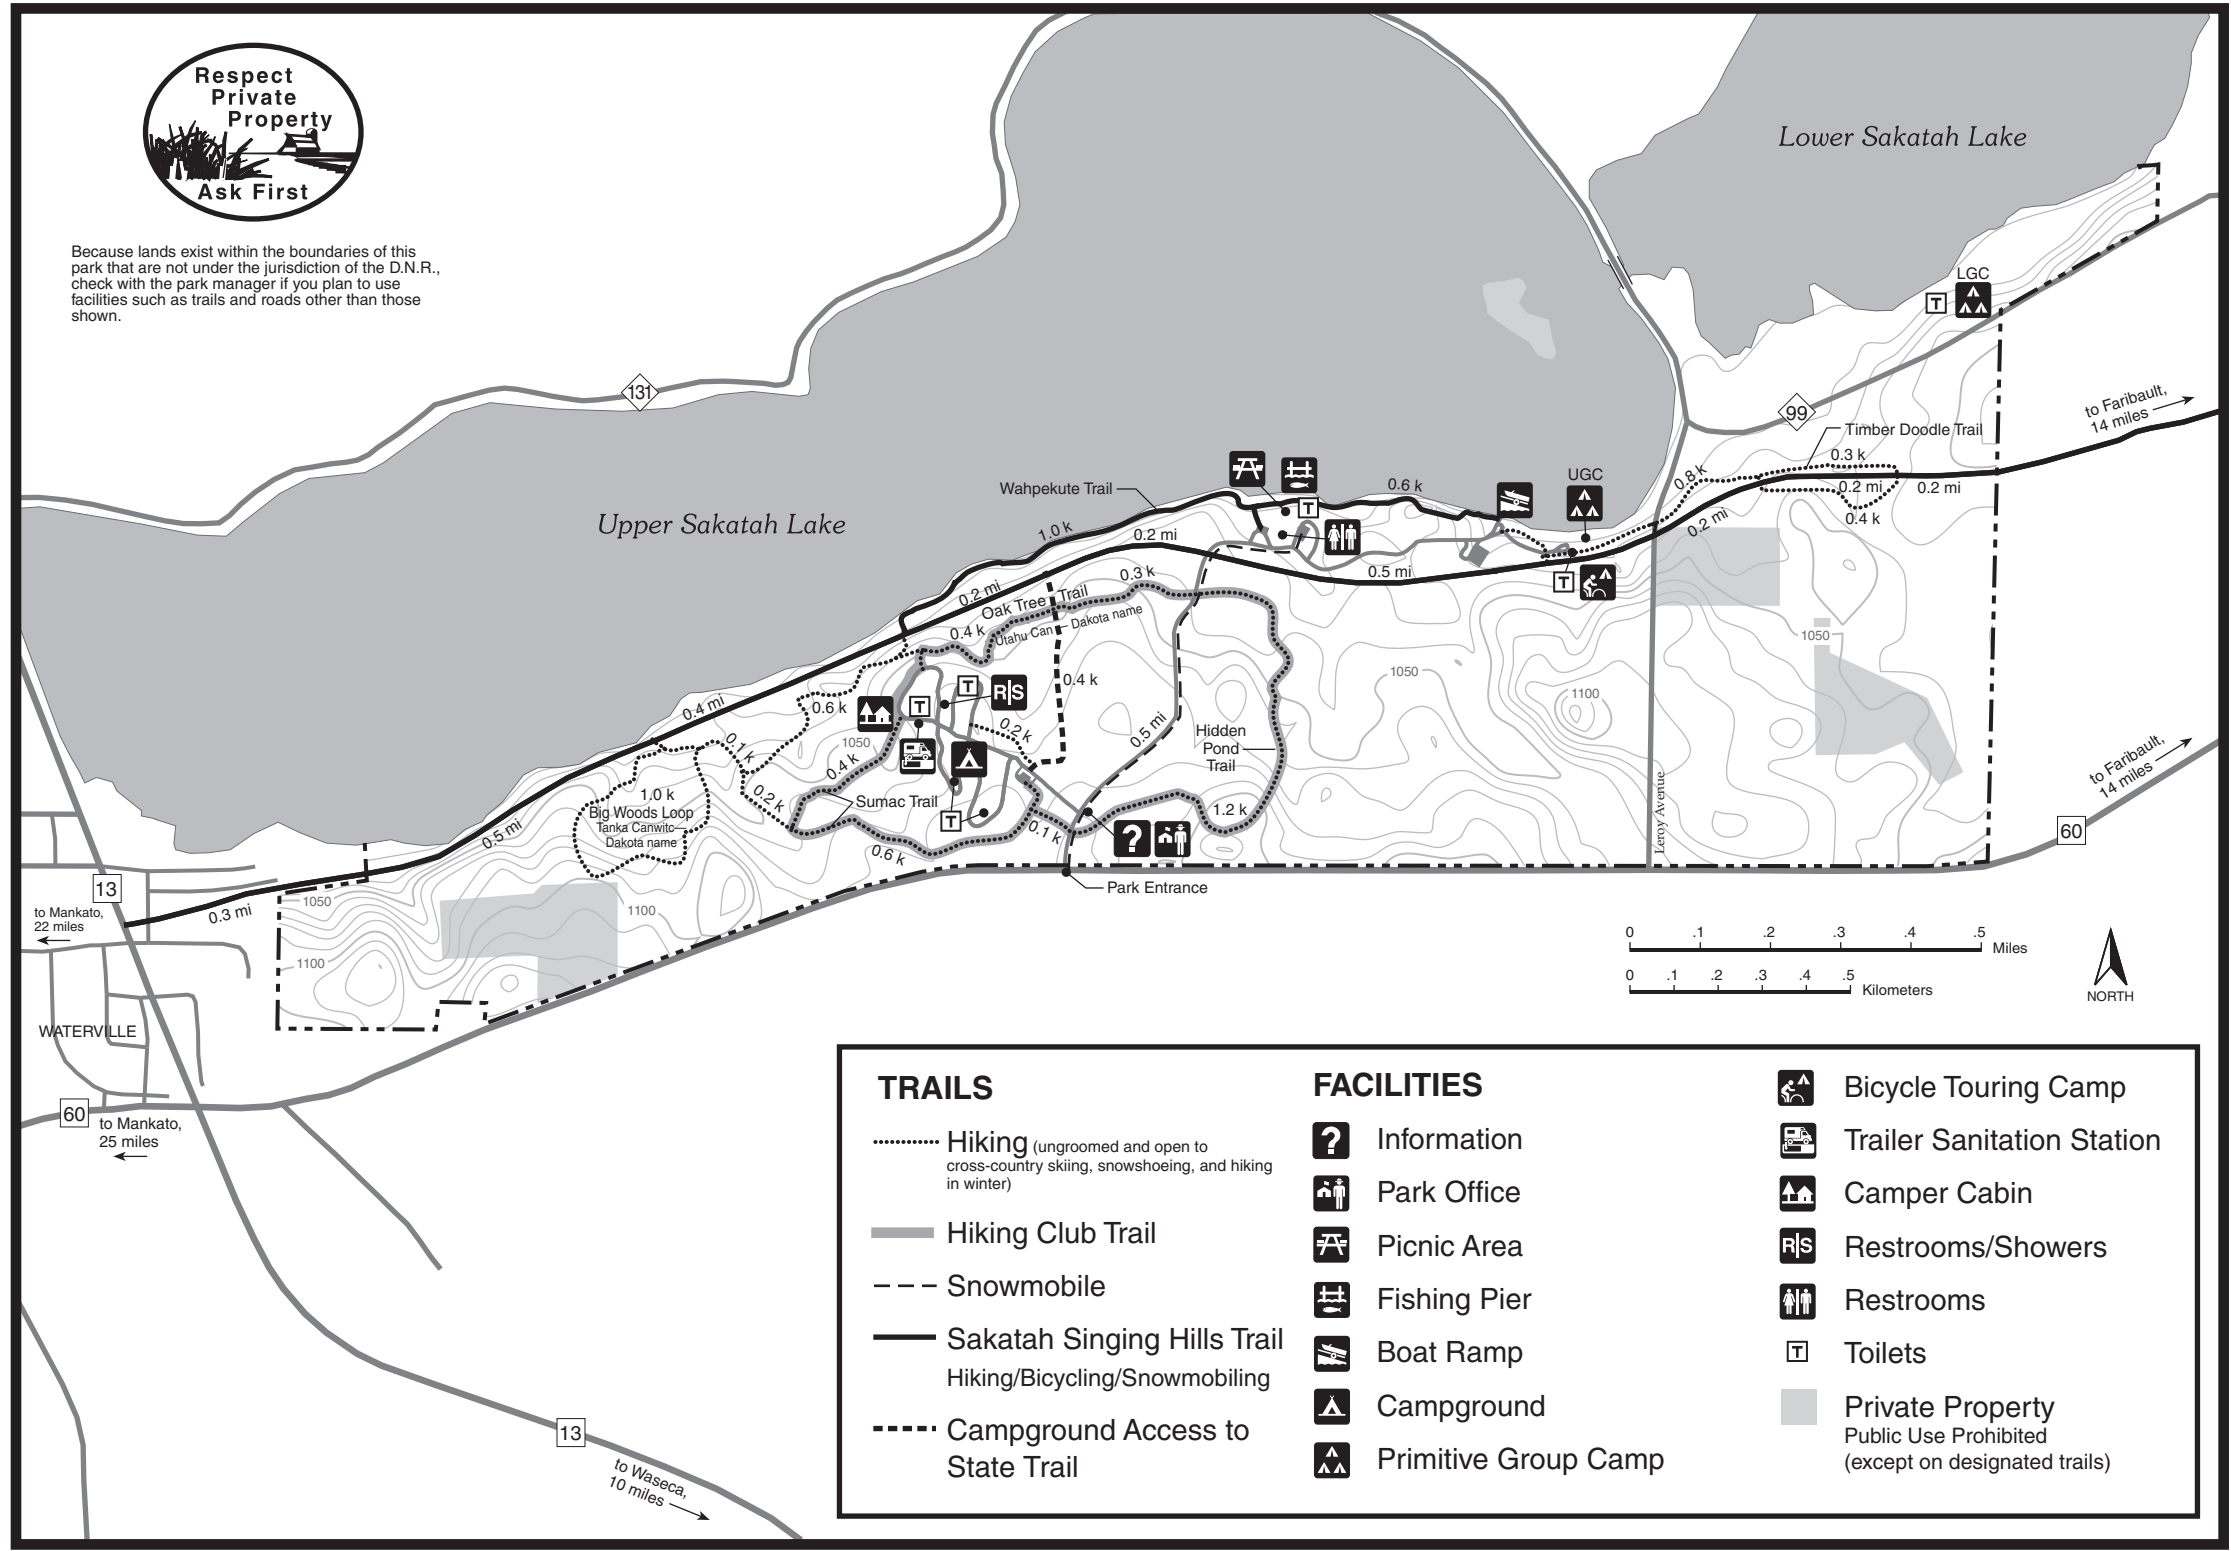 Respect
Private
Property
Ask First
Because lands exist within the boundaries of this
park that are not under the jurisdiction of the D.N.R.,
check with the park manager if you plan to use
facilities such as trails and roads other than those
shown.
Lower Sakatah Lake
LGC
T
131
99
to Faribault,
14 miles
Timber Doodle Trail
0.3 k
0.8 k
0.2 mi
0.2 mi
0.4 k
0.2 mi
UGC
0.6 k
Wahpekute Trail
T
Upper Sakatah Lake
1.0 k
0.2 mi
0.5 mi
T
0.3 k
0.2 mi
Oak Tree Trail
Utahu Can – Dakota name
0.4 k
1050
1050
1100
0.4 k
T
R|S
0.6 k
T
0.4 mi
0.2 k
0.5 mi
Hidden
Pond
Trail
1050
0.1 k
0.4 k
0.2 k
1.0 k
Big Woods Loop
Tanka Canwito
Dakota name
Sumac Trail
T
0.1 k
1.2 k
?
Leroy Avenue
to Faribault,
14 miles
60
0.5 mi
0.6 k
Park Entrance
13
to Mankato,
22 miles
0.3 mi
1050
1100
1100
0 .1 .2 .3 .4 .5
Miles
0 .1 .2 .3 .4 .5
Kilometers
NORTH
WATERVILLE
60
to Mankato,
25 miles
13
to Waseca,
10 miles
TRAILS
Hiking (ungroomed and open to
cross-country skiing, snowshoeing, and hiking
in winter)
Hiking Club Trail
Snowmobile
Sakatah Singing Hills Trail
Hiking/Bicycling/Snowmobiling
Campground Access to
State Trail
FACILITIES
? Information
Park Office
Picnic Area
Fishing Pier
Boat Ramp
Campground
Primitive Group Camp
Bicycle Touring Camp
Trailer Sanitation Station
Camper Cabin
R|S Restrooms/Showers
Restrooms
T Toilets
Private Property
Public Use Prohibited
(except on designated trails)